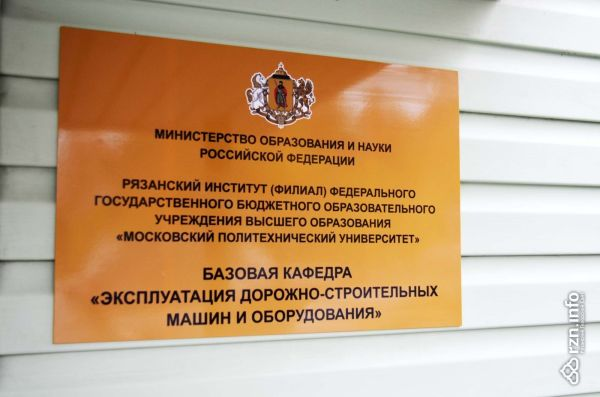 МИНИСТЕРСТВО ОБРАЗОВАНИЯ И НАУКИ
РОССИЙСКОЙ ФЕДЕРАЦИИ
РЯЗАНСКИЙ ИНСТИТУТ (ФИЛИАЛ) ФЕДЕРАЛЬНОГО
ГОСУДАРСТВЕННОГО БЮДЖЕТНОГО ОБРАЗОВАТЕЛЬНОГО
УЧРЕЖДЕНИЯ ВЫСШЕГО ОБРАЗОВАНИЯ
«МОСКОВСКИЙ ПОЛИТЕХНИЧЕСКИЙ УНИВЕРСИТЕТ»
БАЗОВАЯ КАФЕДРА
«ЭКСПЛУАТАЦИЯ ДОРОЖНО-СТРОИТЕЛЬНЫХ
МАШИН И ОБОРУДОВАНИЯ»
rzn.info